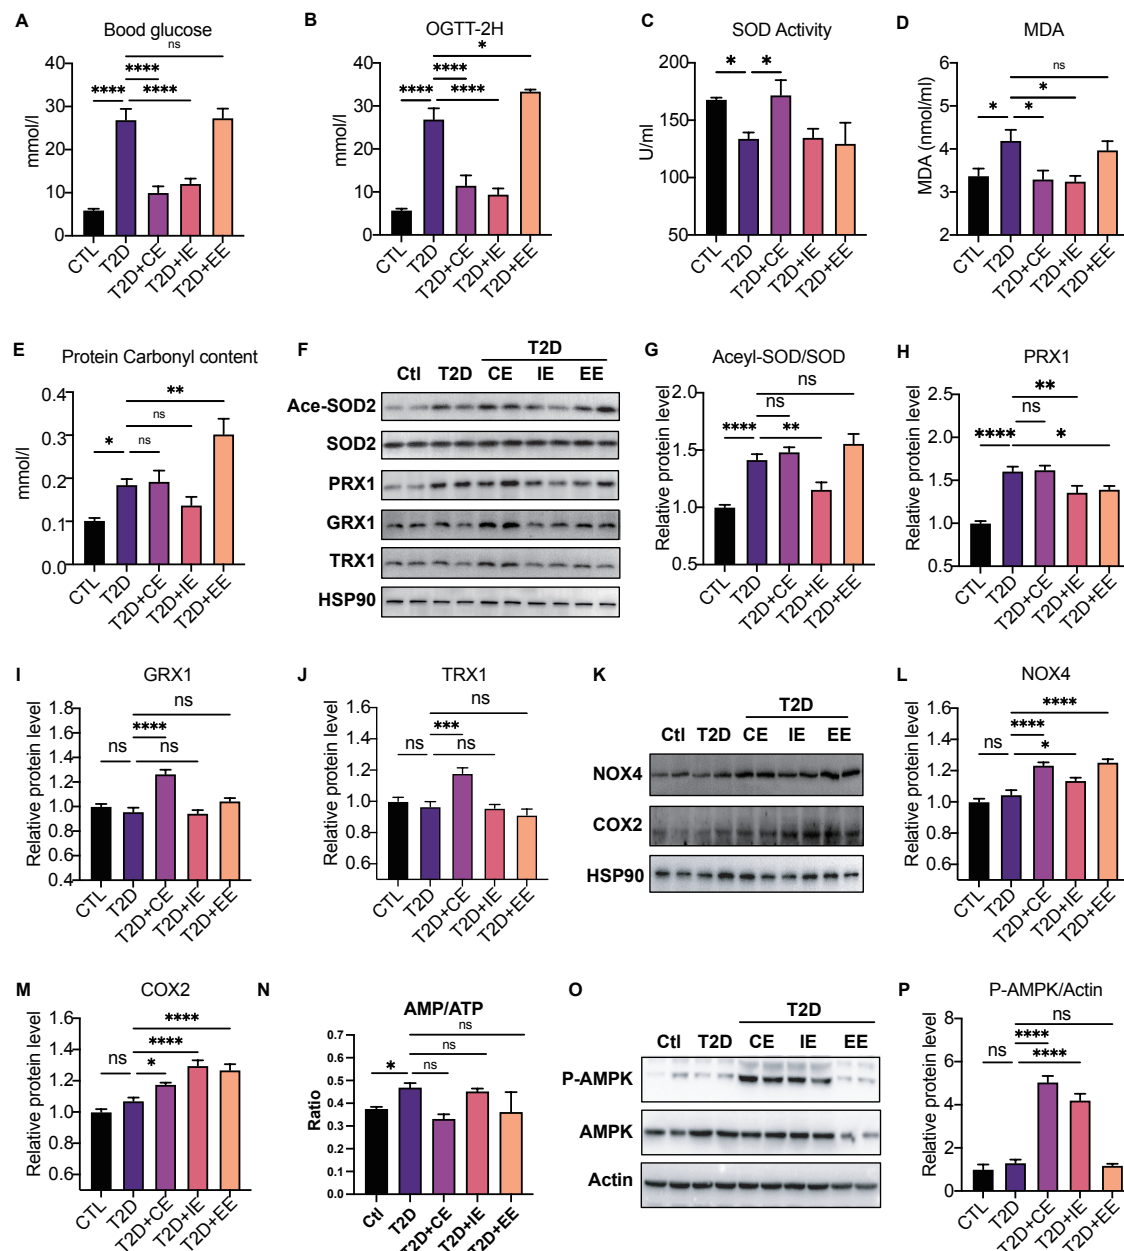 A
Bood glucose
ns
****
**** ****
mmol/l
40
30
20
10
0
CTL
T2D
T2D+CE
T2D+IE
T2D+EE
B
OGTT-2H
*
****
**** ****
mmol/l
40
30
20
10
0
CTL
T2D
T2D+CE
T2D+IE
T2D+EE
C
SOD Activity
* *
U/ml
200
150
100
50
CTL
T2D
T2D+CE
T2D+IE
T2D+EE
D
MDA
ns
*
* *
MDA (nmol/ml)
6
5
4
3
2
CTL
T2D
T2D+CE
T2D+IE
T2D+EE
E
Protein Carbonyl content
**
ns
* ns
mmol/l
0.4
0.3
0.2
0.1
0.0
CTL
T2D
T2D+CE
T2D+IE
T2D+EE
F
T2D
Ctl T2D CE IE EE
Ace-SOD2
SOD2
PRX1
GRX1
TRX1
HSP90
G
Aceyl-SOD/SOD
ns
ns
**** **
Relative protein level
2.0
1.5
1.0
0.5
CTL
T2D
T2D+CE
T2D+IE
T2D+EE
H
PRX1
**
ns
**** *
Relative protein level
2.5
2.0
1.5
1.0
0.5
CTL
T2D
T2D+CE
T2D+IE
T2D+EE
I
GRX1
ns
****
ns ns
Relative protein level
1.8
1.6
1.4
1.2
1.0
0.8
0.6
0.4
CTL
T2D
T2D+CE
T2D+IE
T2D+EE
J
TRX1
ns
***
ns ns
Relative protein level
1.6
1.4
1.2
1.0
0.8
0.6
CTL
T2D
T2D+CE
T2D+IE
T2D+EE
K
T2D
Ctl T2D CE IE EE
NOX4
COX2
HSP90
L
NOX4
****
****
ns *
Relative protein level
1.6
1.4
1.2
1.0
0.8
0.6
CTL
T2D
T2D+CE
T2D+IE
T2D+EE
M
COX2
****
****
ns *
Relative protein level
1.6
1.4
1.2
1.0
0.8
0.6
CTL
T2D
T2D+CE
T2D+IE
T2D+EE
N
AMP/ATP
ns
ns
* ns
Ratio
0.7
0.6
0.5
0.4
0.3
0.2
0.1
0.0
Ctl
T2D
T2D+CE
T2D+IE
T2D+EE
O
T2D
Ctl T2D CE IE EE
P-AMPK
AMPK
Actin
P
P-AMPK/Actin
ns
****
ns ****
Relative protein level
8
6
4
2
0
CTL
T2D
T2D+CE
T2D+IE
T2D+EE